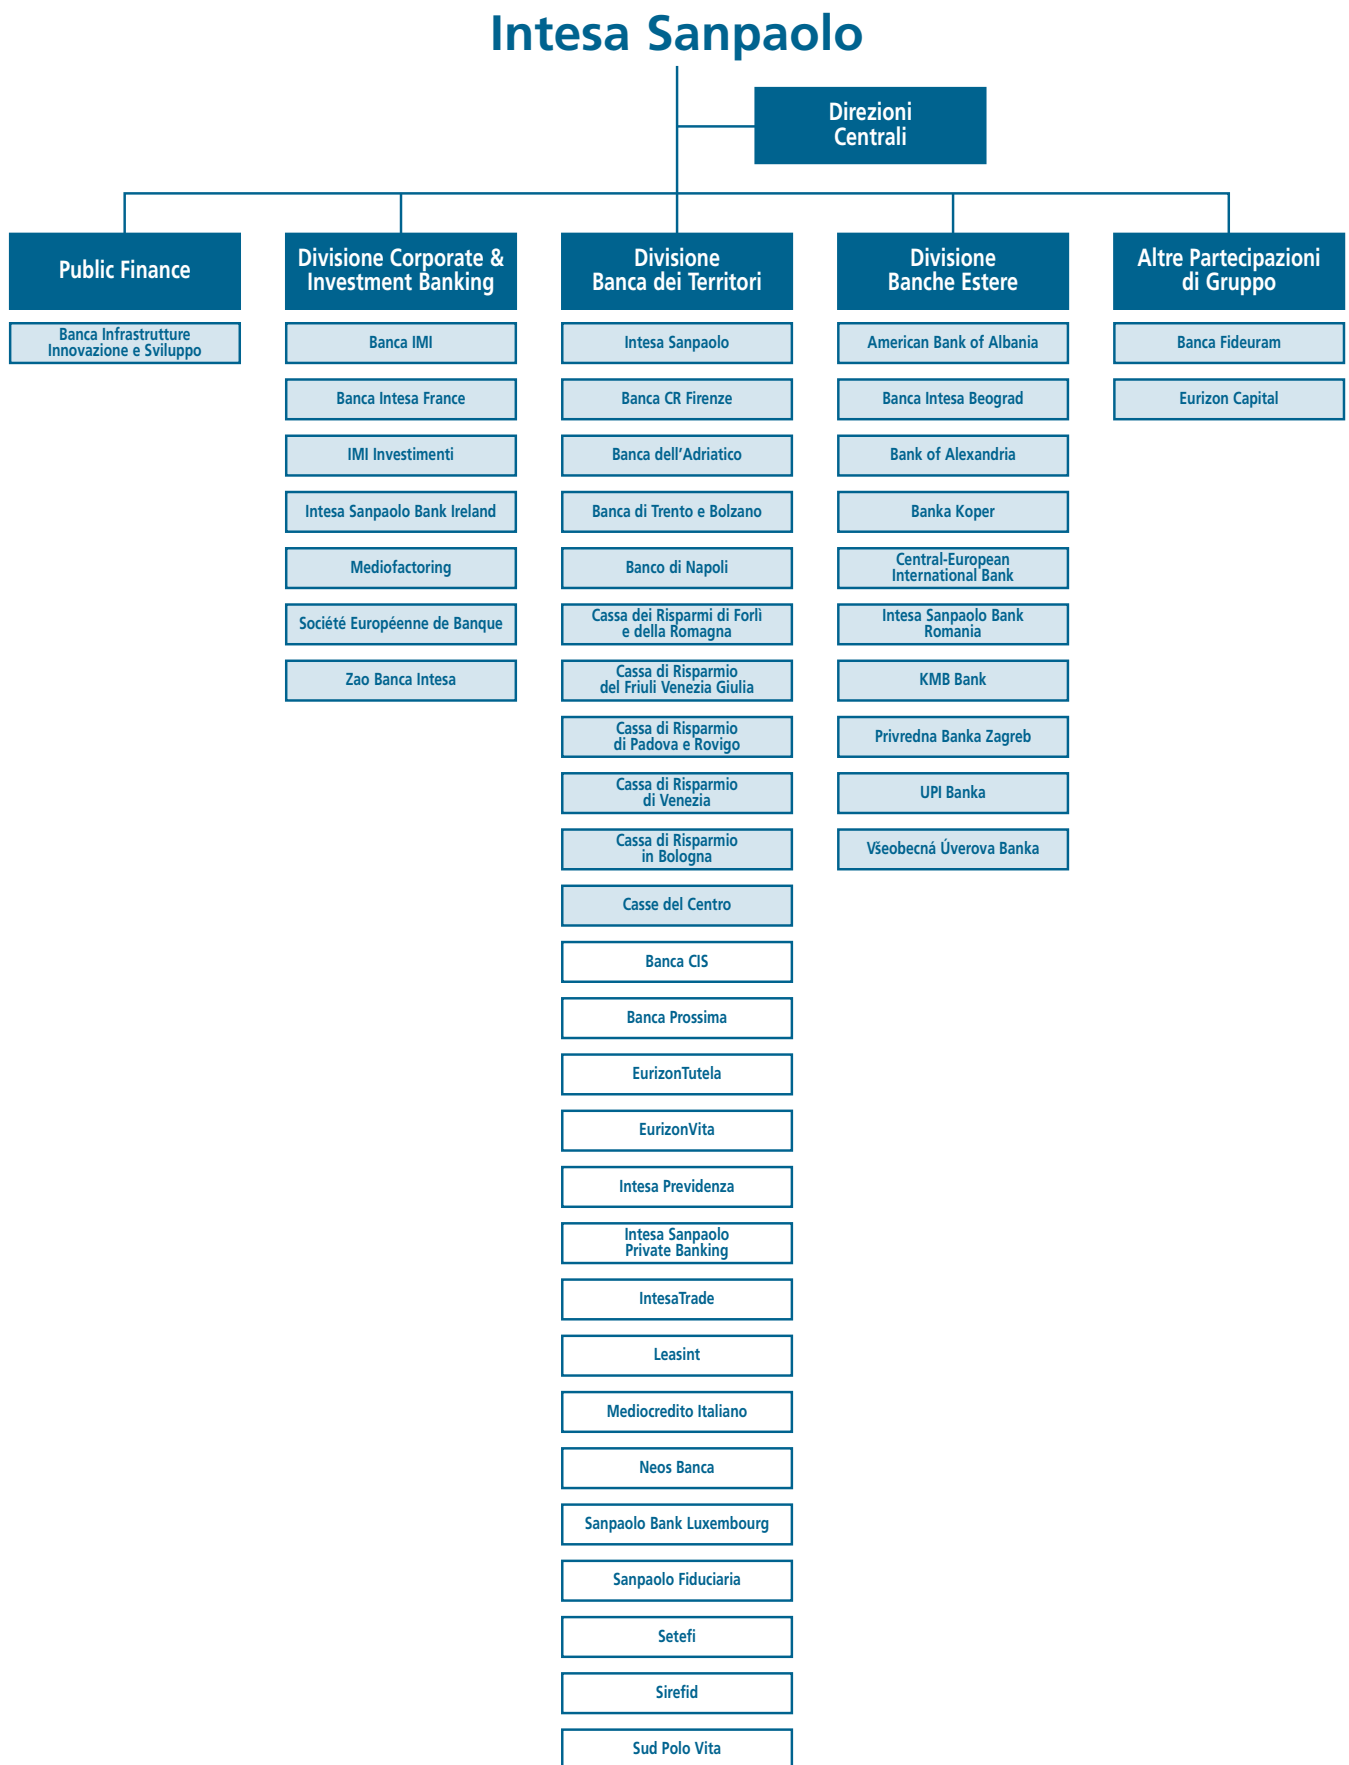 Intesa Sanpaolo
Direzioni
Centrali
Public Finance
Banca Infrastrutture
Innovazione e Sviluppo
Divisione Corporate &
Investment Banking
Banca IMI
Banca Intesa France
IMI Investimenti
Intesa Sanpaolo Bank Ireland
Mediofactoring
Société Européenne de Banque
Zao Banca Intesa
Divisione
Banca dei Territori
Intesa Sanpaolo
Banca CR Firenze
Banca dell'Adriatico
Banca di Trento e Bolzano
Banco di Napoli
Cassa dei Risparmi di Forlì
e della Romagna
Cassa di Risparmio
del Friuli Venezia Giulia
Cassa di Risparmio
di Padova e Rovigo
Cassa di Risparmio
di Venezia
Cassa di Risparmio
in Bologna
Casse del Centro
Banca CIS
Banca Prossima
EurizonTutela
EurizonVita
Intesa Previdenza
Intesa Sanpaolo
Private Banking
IntesaTrade
Leasint
Mediocredito Italiano
Neos Banca
Sanpaolo Bank Luxembourg
Sanpaolo Fiduciaria
Setefi
Sirefid
Sud Polo Vita
Divisione
Banche Estere
American Bank of Albania
Banca Intesa Beograd
Bank of Alexandria
Banka Koper
Central-European
International Bank
Intesa Sanpaolo Bank
Romania
KMB Bank
Privredna Banka Zagreb
UPI Banka
Všeobecná Úverova Banka
Altre Partecipazioni
di Gruppo
Banca Fideuram
Eurizon Capital